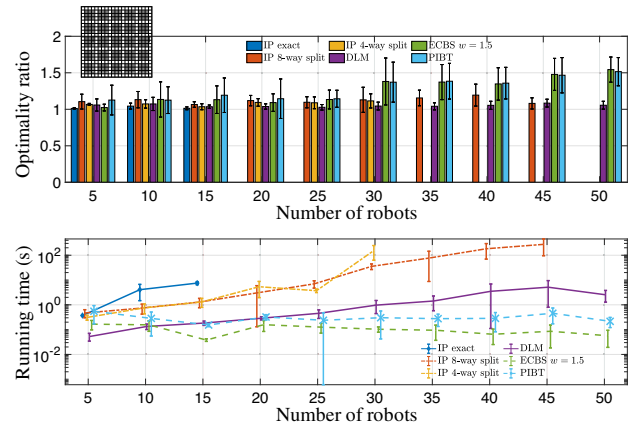 IP exact IP 4-way split ECBS w = 1.5
IP 8-way split DLM PIBT
Optimality ratio
2
1.5
1
0.5
0
5 10 15 20 25 30 35 40 45 50
Number of robots
Running time (s)
10^2
10^0
10^-2
IP exact DLM
IP 8-way split ECBS w = 1.5
IP 4-way split PIBT
5 10 15 20 25 30 35 40 45 50
Number of robots